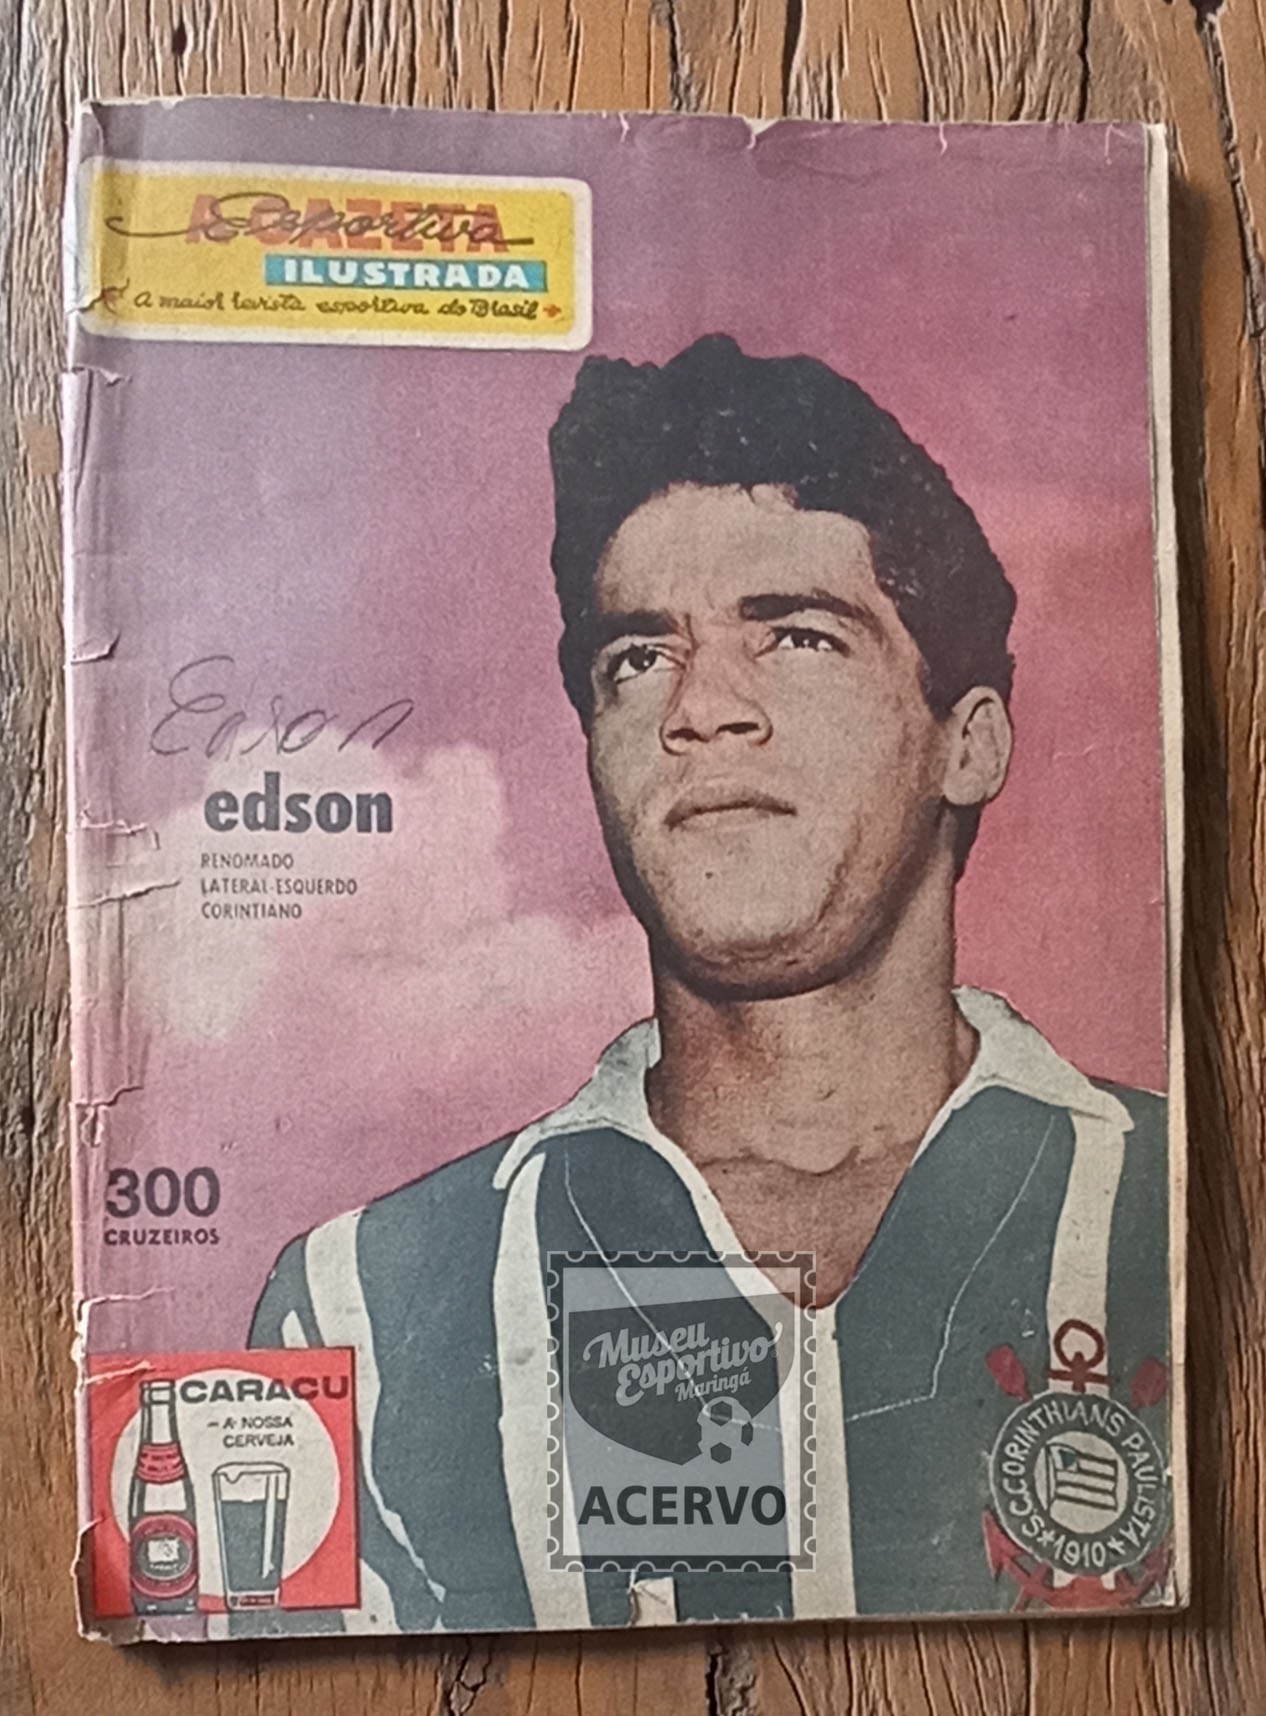 A GAZETA
Esportiva
ILUSTRADA
A maior revista esportiva do Brasil
Edson
edson
RENOMADO
LATERAL-ESQUERDO
CORINTIANO
300
CRUZEIROS
CARACU
- A NOSSA
CERVEJA
Museu
Esportivo
Maringá
ACERVO
S.C.CORINTHIANS PAULISTA
★1910★